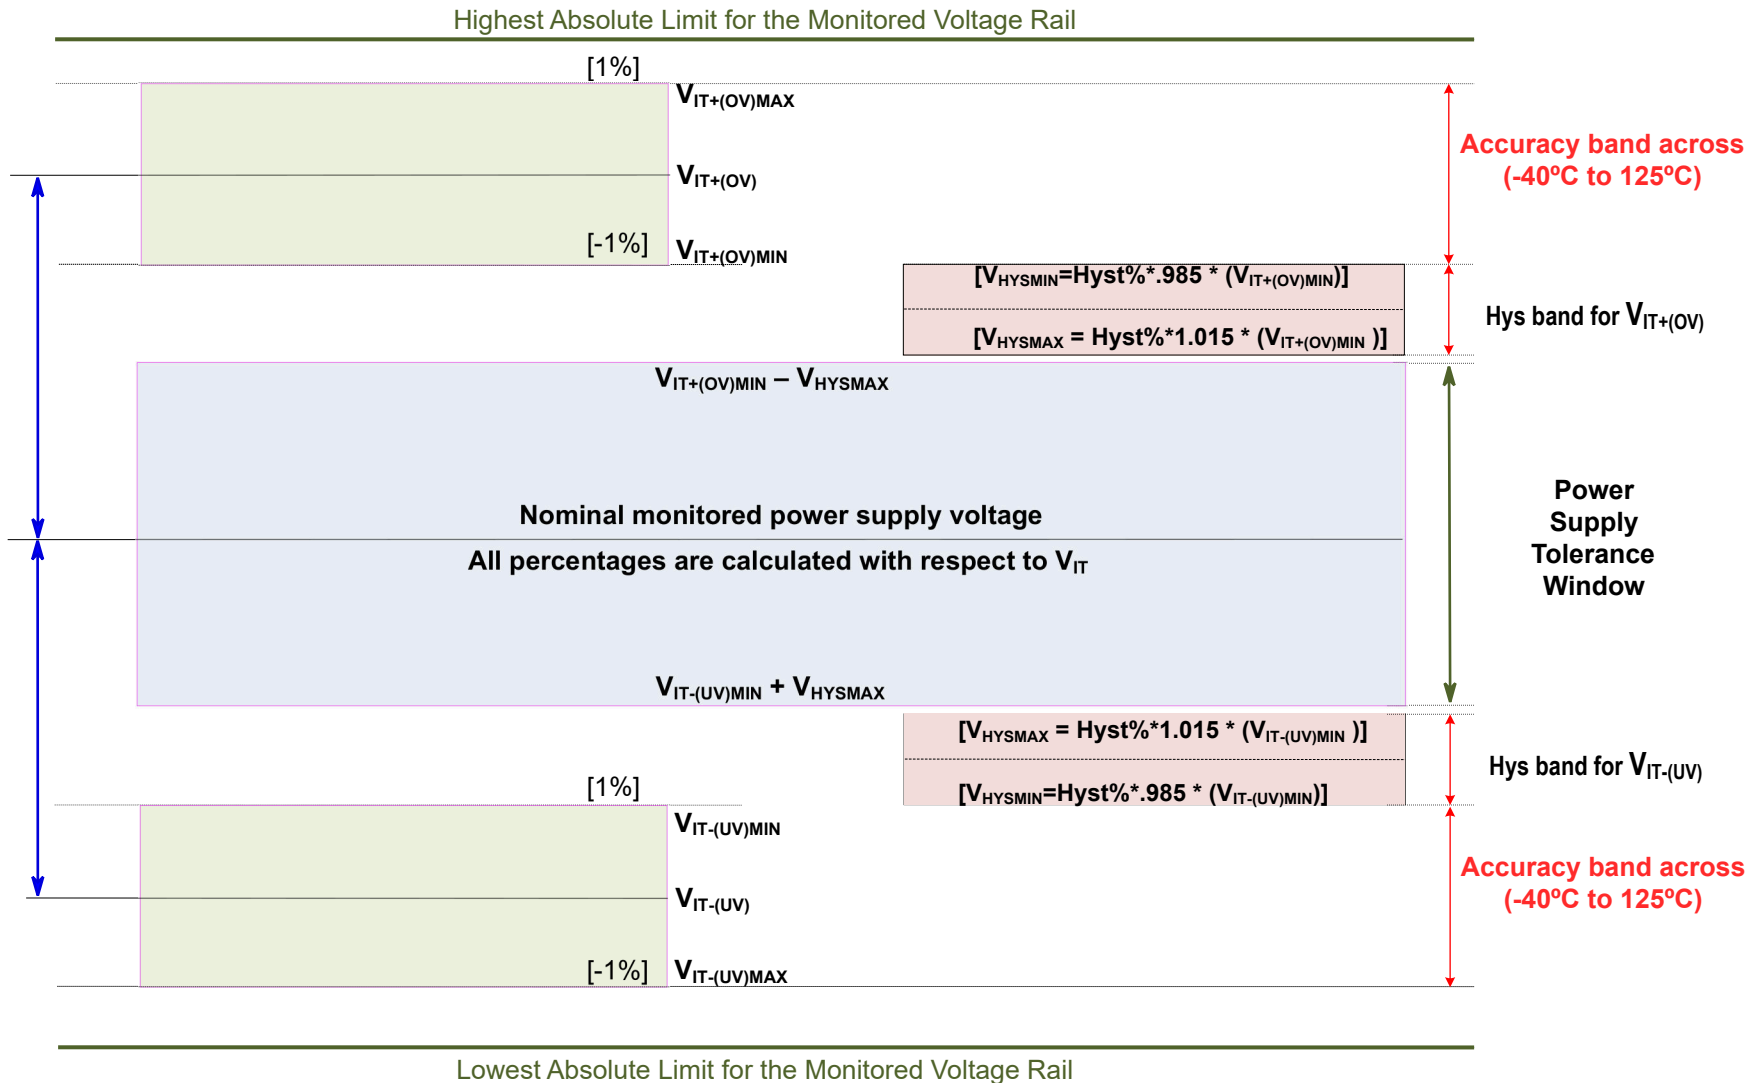 Highest Absolute Limit for the Monitored Voltage Rail
[1%]
VIT+(OV)MAX
Accuracy band across
(-40ºC to 125ºC)
VIT+(OV)
[-1%]
VIT+(OV)MIN
[VHYSMIN=Hyst%*.985 * (VIT+(OV)MIN)]
Hys band for VIT+(OV)
[VHYSMAX = Hyst%*1.015 * (VIT+(OV)MIN )]
VIT+(OV)MIN – VHYSMAX
Nominal monitored power supply voltage
All percentages are calculated with respect to VIT
Power
Supply
Tolerance
Window
VIT-(UV)MIN + VHYSMAX
[VHYSMAX = Hyst%*1.015 * (VIT-(UV)MIN )]
Hys band for VIT-(UV)
[VHYSMIN=Hyst%*.985 * (VIT-(UV)MIN)]
[1%]
VIT-(UV)MIN
Accuracy band across
(-40ºC to 125ºC)
VIT-(UV)
[-1%]
VIT-(UV)MAX
Lowest Absolute Limit for the Monitored Voltage Rail